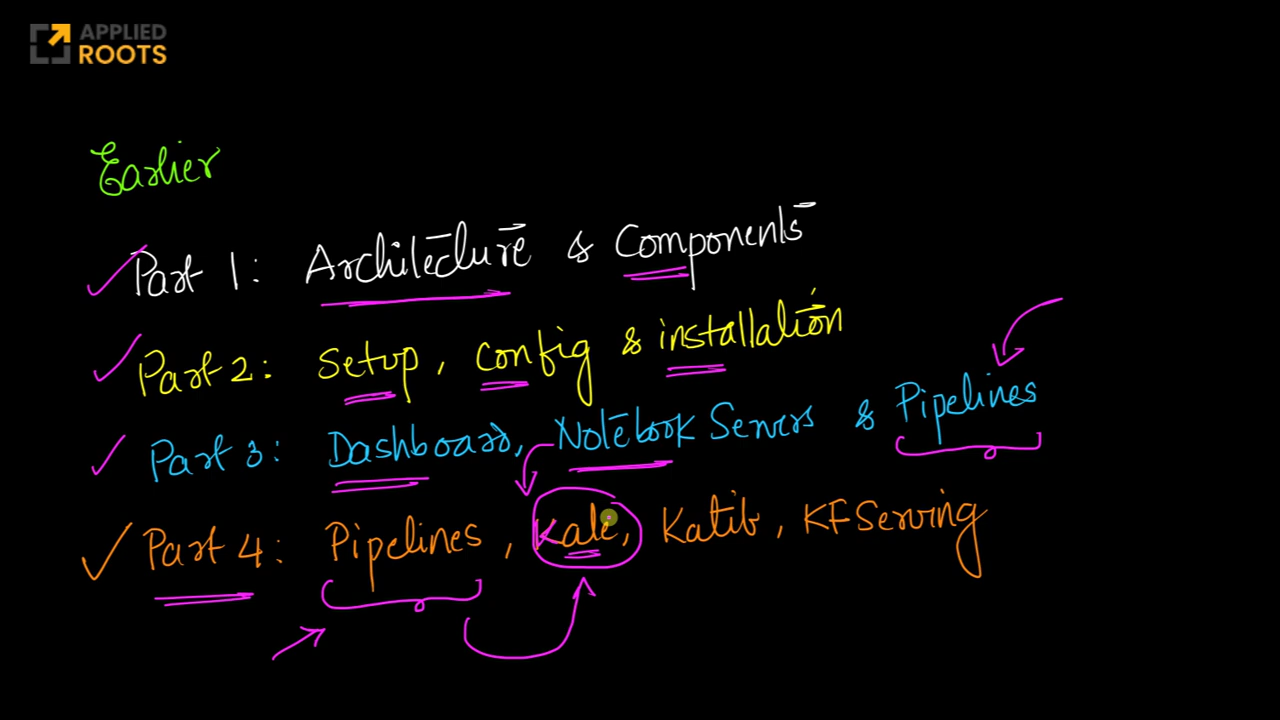 APPLIED
ROOTS
Earlier
Part 1: Architecture & Components
Part 2: Setup, config & installation
Part 3: Dashboard, Notebook Servers & Pipelines
Part 4: Pipelines, Kale, Katib, KFServing